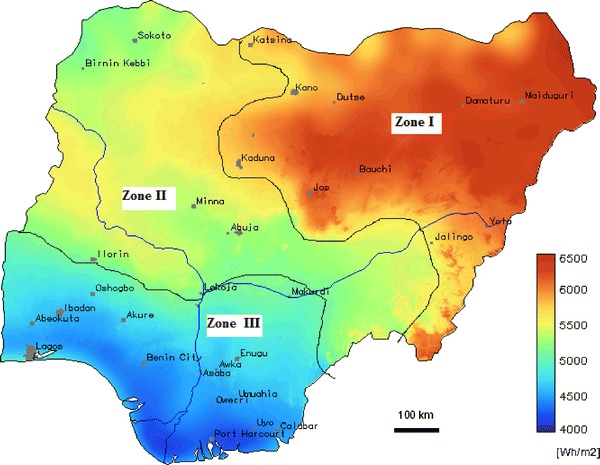 Sokoto
Katsina
Birnin Kebbi
Kano
Dutse
Damaturu
Maiduguri
Zone I
Kaduna
Bauchi
Jos
Zone II
Minna
Abuja
Yola
Jalingo
Ilorin
Oshogbo
Lokoja
Makurdi
Ibadan
Abeokuta
Akure
Zone III
Lagos
Benin City
Enugu
Awka
Asaba
Umuahia
Owerri
Uyo
Calabar
Port Harcourt
100 km
6500
6000
5500
5000
4500
4000
[Wh/m2]